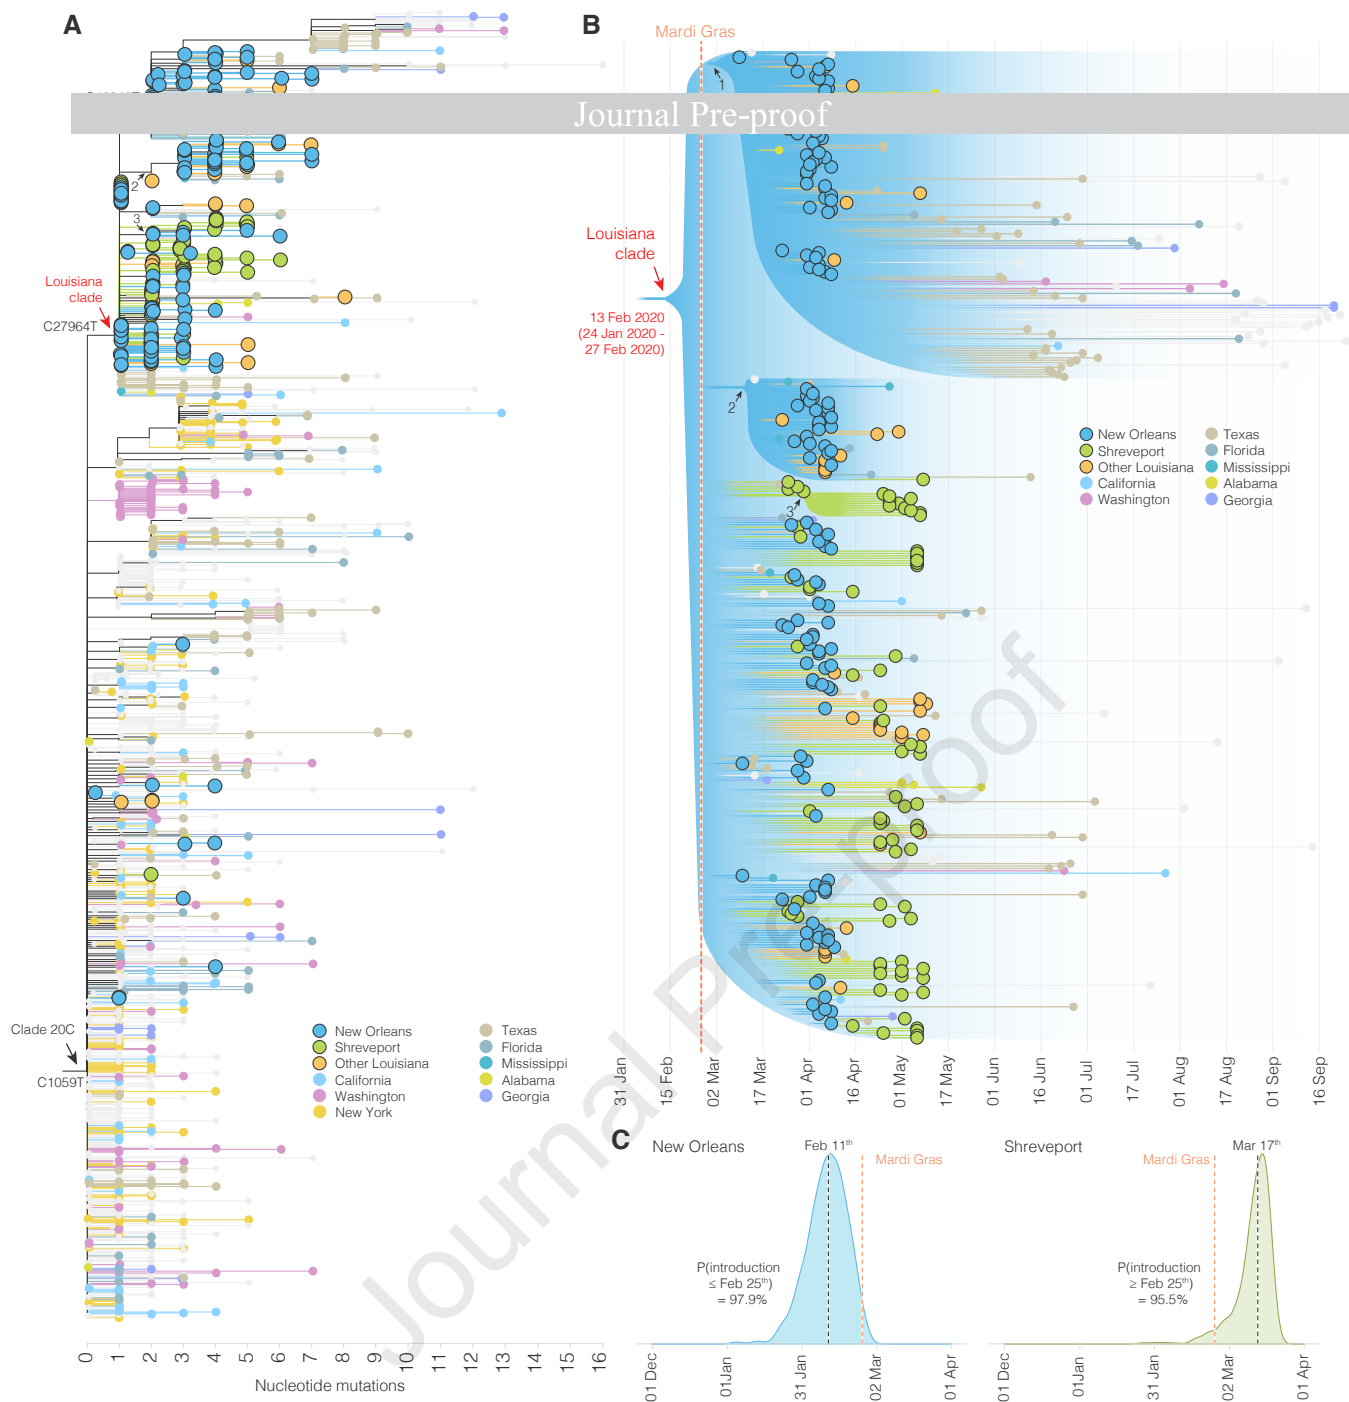 A
B
Mardi Gras
1
Journal Pre-proof
2
3
Louisiana
clade
C27964T
Louisiana
clade
13 Feb 2020
(24 Jan 2020 -
27 Feb 2020)
2
3
New Orleans
Shreveport
Other Louisiana
California
Washington
Texas
Florida
Mississippi
Alabama
Georgia
Clade 20C
C1059T
New Orleans
Shreveport
Other Louisiana
California
Washington
New York
Texas
Florida
Mississippi
Alabama
Georgia
31 Jan
15 Feb
02 Mar
17 Mar
01 Apr
16 Apr
01 May
17 May
01 Jun
16 Jun
01 Jul
17 Jul
01 Aug
17 Aug
01 Sep
16 Sep
Journal Pre-proof
0 1 2 3 4 5 6 7 8 9 10 11 12 13 14 15 16
Nucleotide mutations
C
New Orleans
Feb 11th
Mardi Gras
P(introduction
≤ Feb 25th)
= 97.9%
01 Dec
01Jan
31 Jan
02 Mar
01 Apr
Shreveport
Mar 17th
Mardi Gras
P(introduction
≥ Feb 25th)
= 95.5%
01 Dec
01Jan
31 Jan
02 Mar
01 Apr